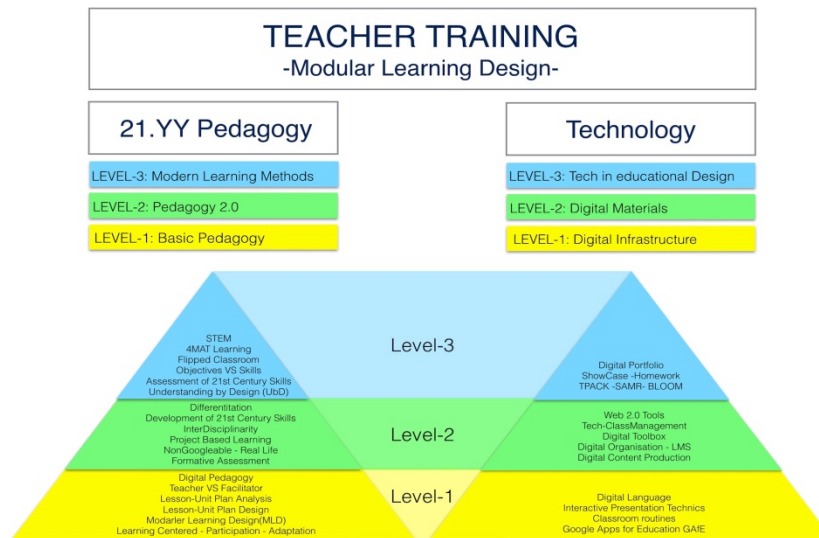 TEACHER TRAINING
-Modular Learning Design-
21.YY Pedagogy
LEVEL-3: Modern Learning Methods
LEVEL-2: Pedagogy 2.0
LEVEL-1: Basic Pedagogy
Technology
LEVEL-3: Tech in educational Design
LEVEL-2: Digital Materials
LEVEL-1: Digital Infrastructure
STEM
4MAT Learning
Flipped Classroom
Objectives VS Skills
Assessment of 21st Century Skills
Understanding by Design (UbD)
Level-3
Digital Portfolio
ShowCase -Homework
TPACK -SAMR- BLOOM
Differentitation
Development of 21st Century Skills
InterDisciplinarity
Project Based Learning
NonGoogleable - Real Life
Formative Assessment
Level-2
Web 2.0 Tools
Tech-ClassManagement
Digital Toolbox
Digital Organisation - LMS
Digital Content Production
Digital Pedagogy
Teacher VS Facilitator
Lesson-Unit Plan Analysis
Lesson-Unit Plan Design
Modarler Learning Design(MLD)
Learning Centered - Participation - Adaptation
Level-1
Digital Language
Interactive Presentation Technics
Classroom routines
Google Apps for Education GAfE